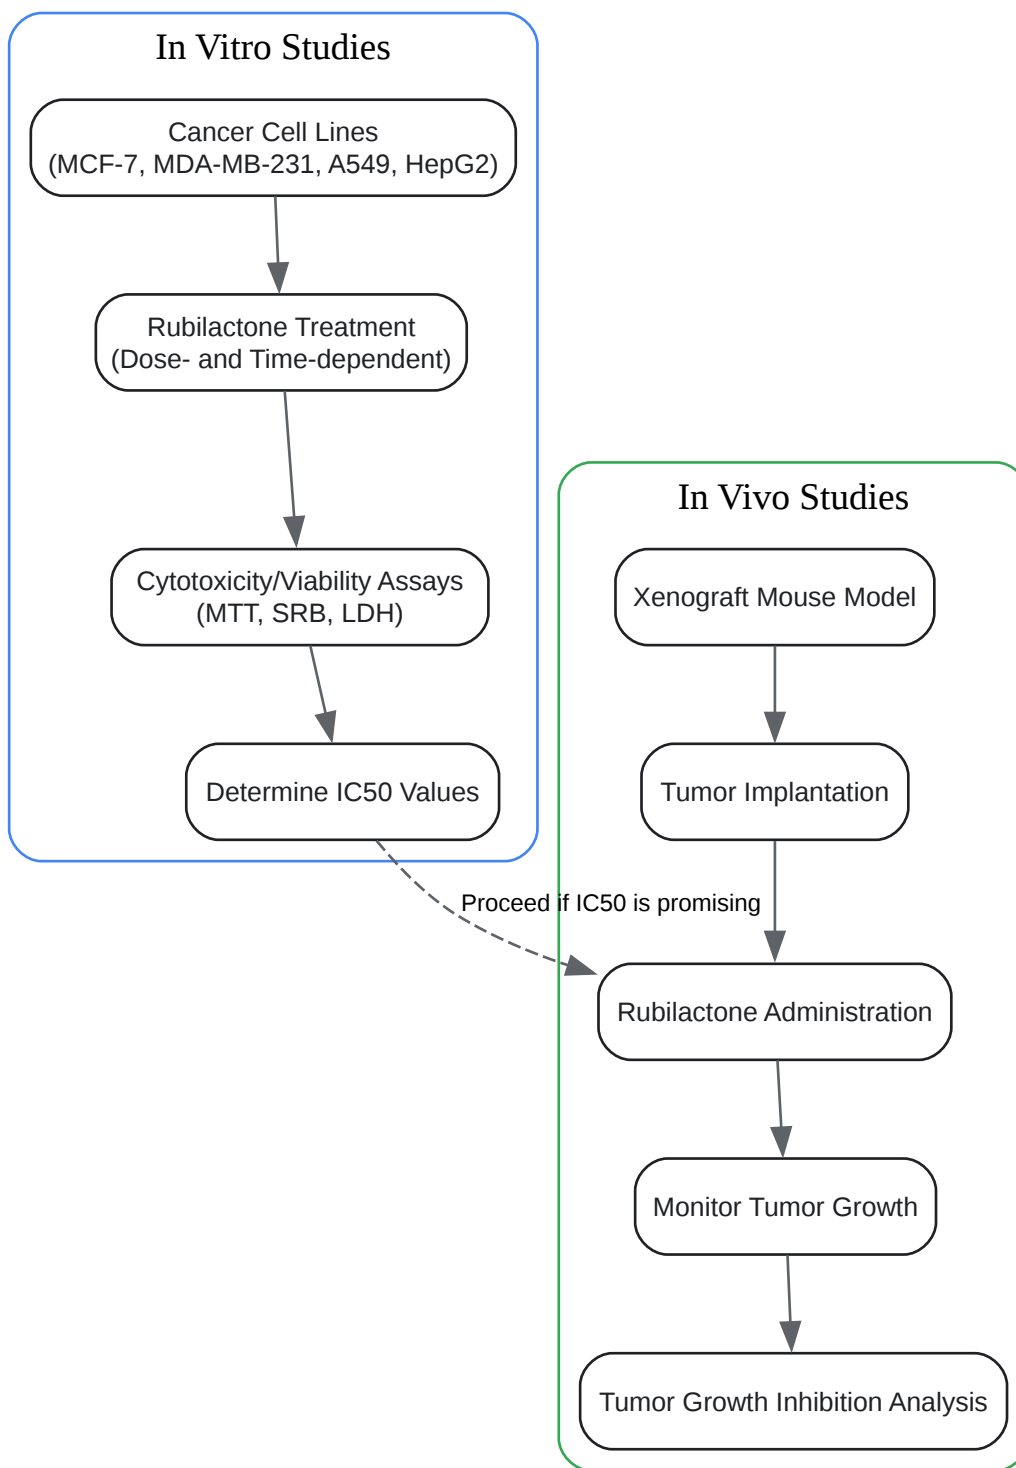 In Vitro Studies
Cancer Cell Lines
(MCF-7, MDA-MB-231, A549, HepG2)
Rubilactone Treatment
(Dose- and Time-dependent)
Cytotoxicity/Viability Assays
(MTT, SRB, LDH)
Determine IC50 Values
Proceed if IC50 is promising
In Vivo Studies
Xenograft Mouse Model
Tumor Implantation
Rubilactone Administration
Monitor Tumor Growth
Tumor Growth Inhibition Analysis